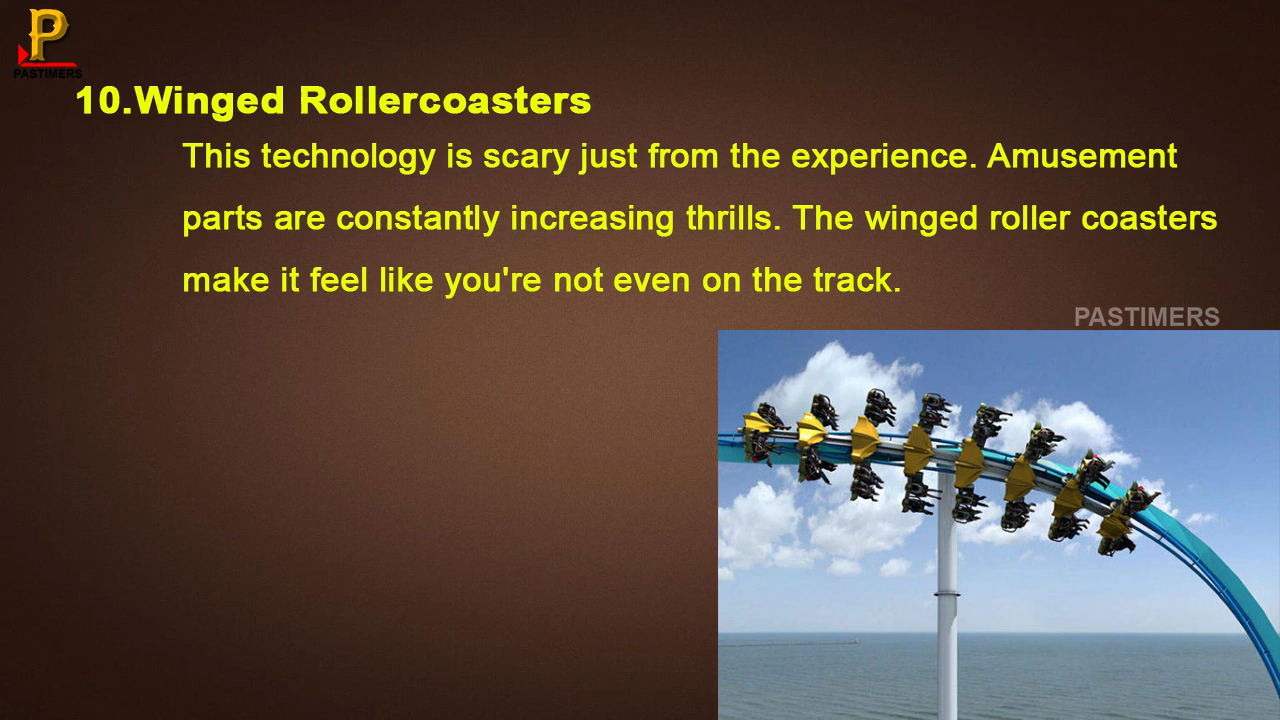 P
PASTIMERS
10.Winged Rollercoasters
This technology is scary just from the experience. Amusement
parts are constantly increasing thrills. The winged roller coasters
make it feel like you're not even on the track.
PASTIMERS